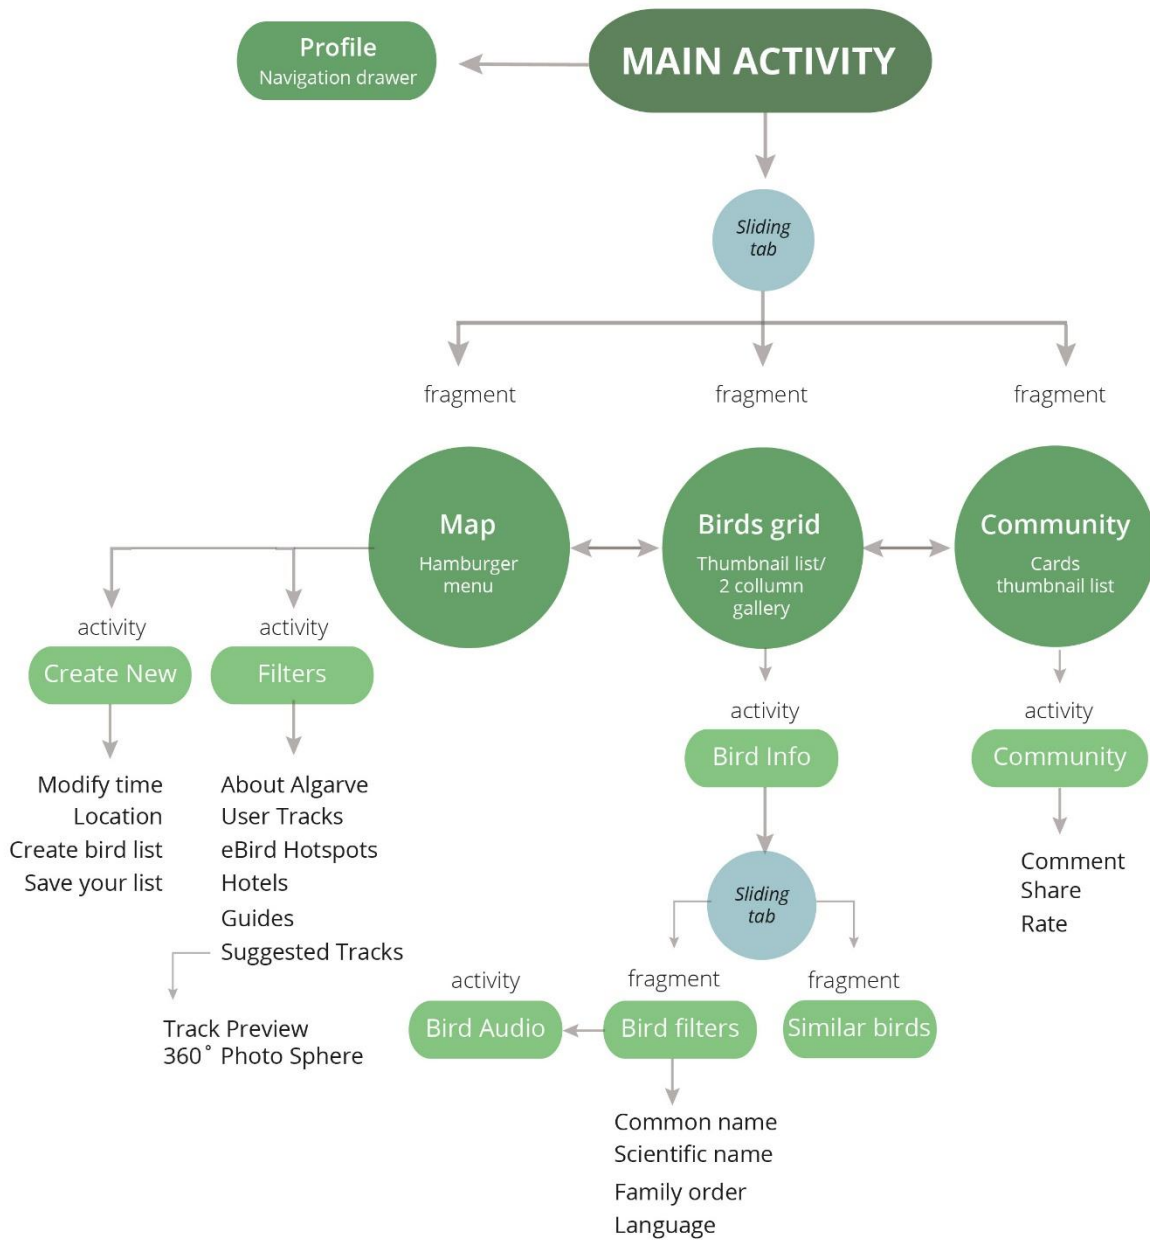 Profile
Navigation drawer
MAIN ACTIVITY
Sliding
tab
fragment
fragment
fragment
Map
Hamburger
menu
Birds grid
Thumbnail list/
2 collumn
gallery
Community
Cards
thumbnail list
activity
Create New
activity
Filters
activity
Bird Info
activity
Community
Modify time
Location
Create bird list
Save your list
About Algarve
User Tracks
eBird Hotspots
Hotels
Guides
Suggested Tracks
Track Preview
360˚ Photo Sphere
Sliding
tab
Comment
Share
Rate
activity
Bird Audio
fragment
Bird filters
fragment
Similar birds
Common name
Scientific name
Family order
Language